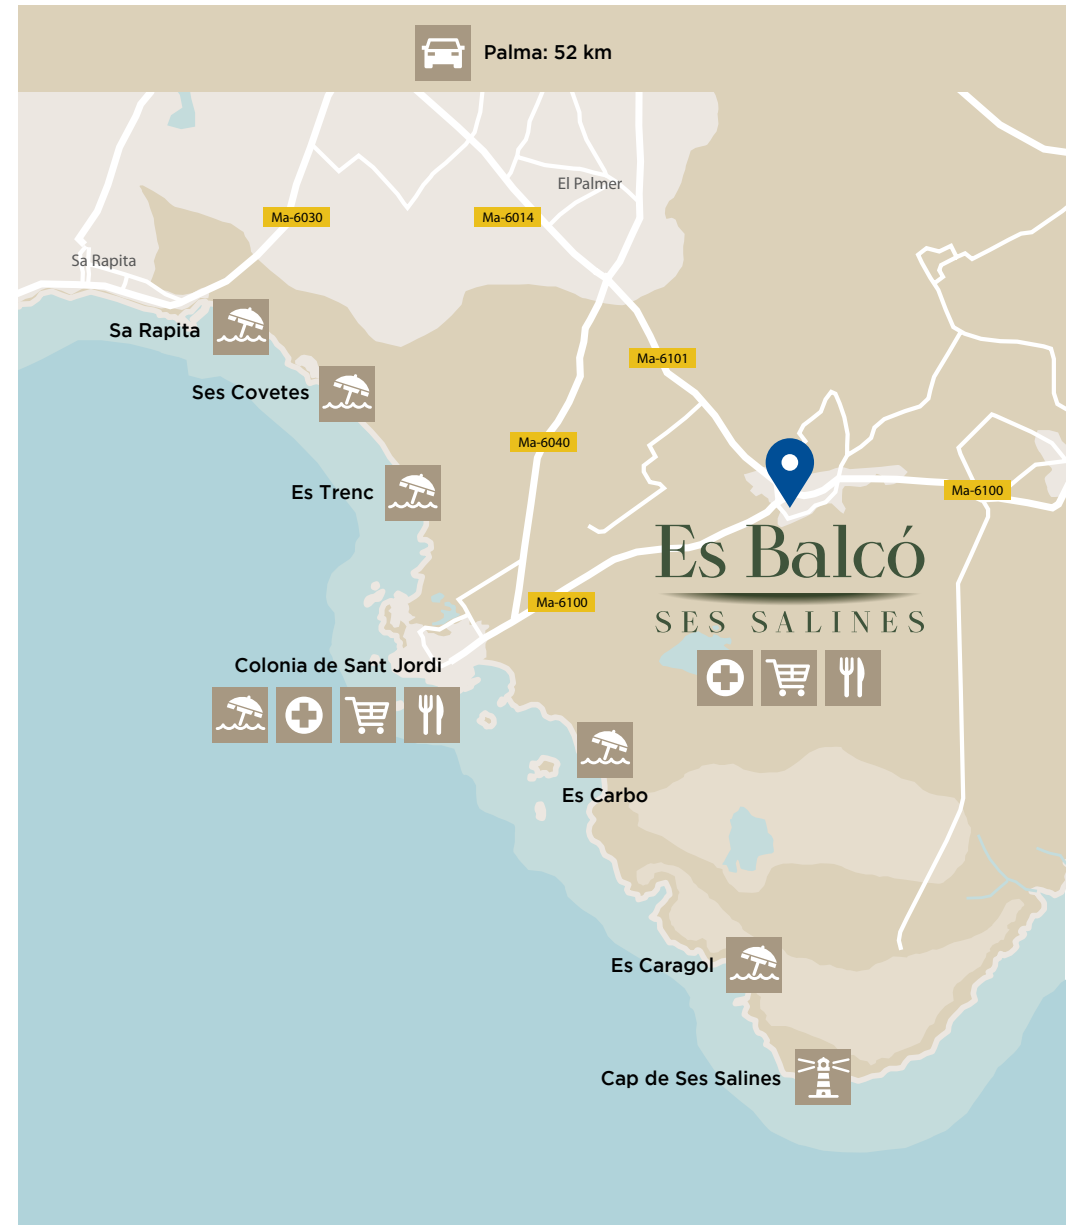 Palma: 52 km
El Palmer
Ma-6030
Ma-6014
Sa Rapita
Sa Rapita
Ma-6101
Ses Covetes
Ma-6040
Es Trenc
Ma-6100
Es Balcó
SES SALINES
Ma-6100
Colonia de Sant Jordi
Es Carbo
Es Caragol
Cap de Ses Salines